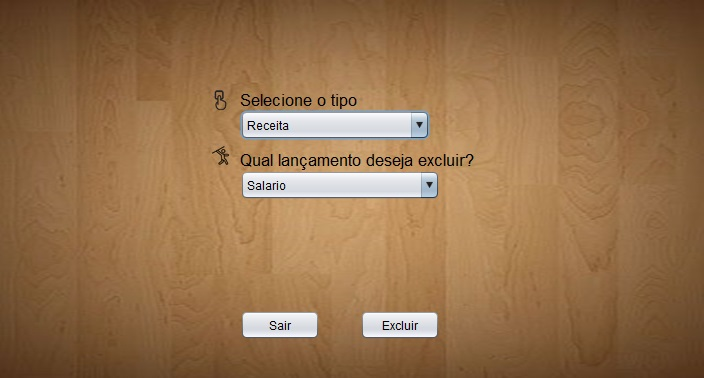 Selecione o tipo
Receita
Qual lançamento deseja excluir?
Salario
Sair
Excluir